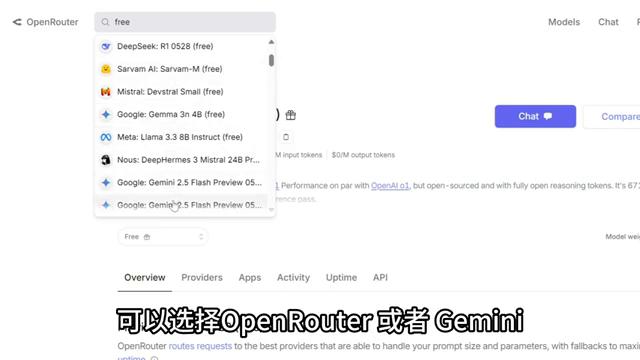 OpenRouter
free
Models
Chat
DeepSeek: R1 0528 (free)
Sarvam AI: Sarvam-M (free)
Mistral: Devstral Small (free)
Google: Gemma 3n 4B (free)
)
Chat
Compare
Meta: Llama 3.3 8B Instruct (free)
Nous: DeepHermes 3 Mistral 24B Pr...
M input tokens
$0/M output tokens
Google: Gemini 2.5 Flash Preview 05...
1 Performance on par with OpenAI o1, but open-sourced and with fully open reasoning tokens. It's 671
Google: Gemini 2.5 Flash Preview 05...
rence pass.
Free
Model weig
Overview
Providers
Apps
Activity
Uptime
API
可以选择OpenRouter 或者 Gemini
OpenRouter routes requests to the best providers that are able to handle your prompt size and parameters, with fallbacks to maxi
uptime.